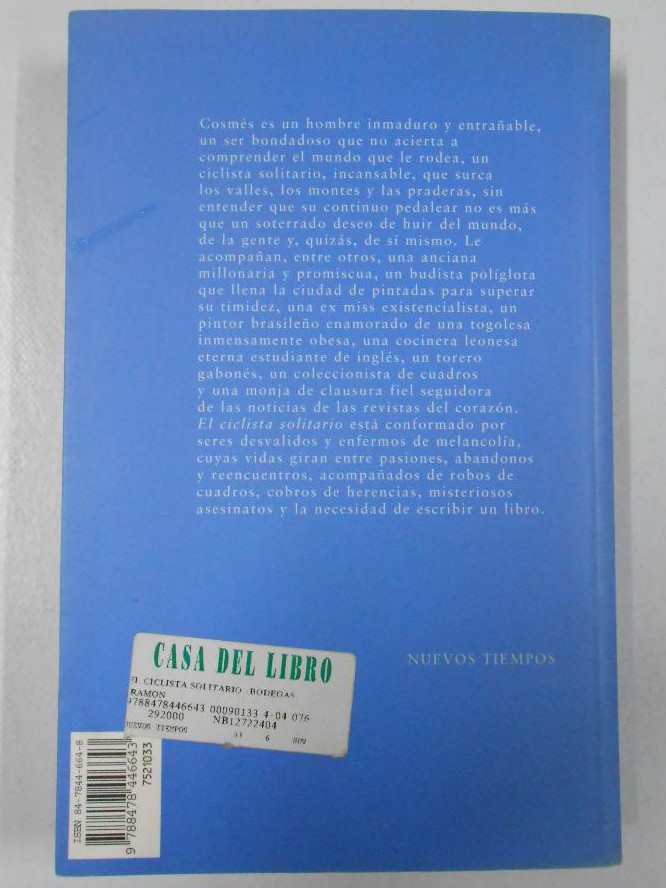 Cosmés es un hombre inmaduro y entrañable,
un ser bondadoso que no acierta a
comprender el mundo que le rodea, un
ciclista solitario, incansable, que surca
los valles, los montes y las praderas, sin
entender que su continuo pedalear no es más
que un soterrado deseo de huir del mundo,
de la gente y, quizás, de sí mismo. Le
acompañan, entre otros, una anciana
millonaria y promiscua, un budista políglota
que llena la ciudad de pintadas para superar
su timidez, una ex miss existencialista, un
pintor brasileño enamorado de una togolesa
inmensamente obesa, una cocinera leonesa
eterna estudiante de inglés, un torero
gabonés, un coleccionista de cuadros
y una monja de clausura fiel seguidora
de las noticias de las revistas del corazón.
El ciclista solitario está conformado por
seres desvalidos y enfermos de melancolía,
cuyas vidas giran entre pasiones, abandonos
y reencuentros, acompañados de robos de
cuadros, cobros de herencias, misteriosos
asesinatos y la necesidad de escribir un libro.
NUEVOS TIEMPOS
CASA DEL LIBRO
CICLISTA SOLITARIO BODEGAS
RAMON
9788478446643 00090133 4-04 076
292000 NB12722404
NUEVOS TIEMPOS 6 NOV
ISBN 84-7844-664-8
9 788478 446643
7521033